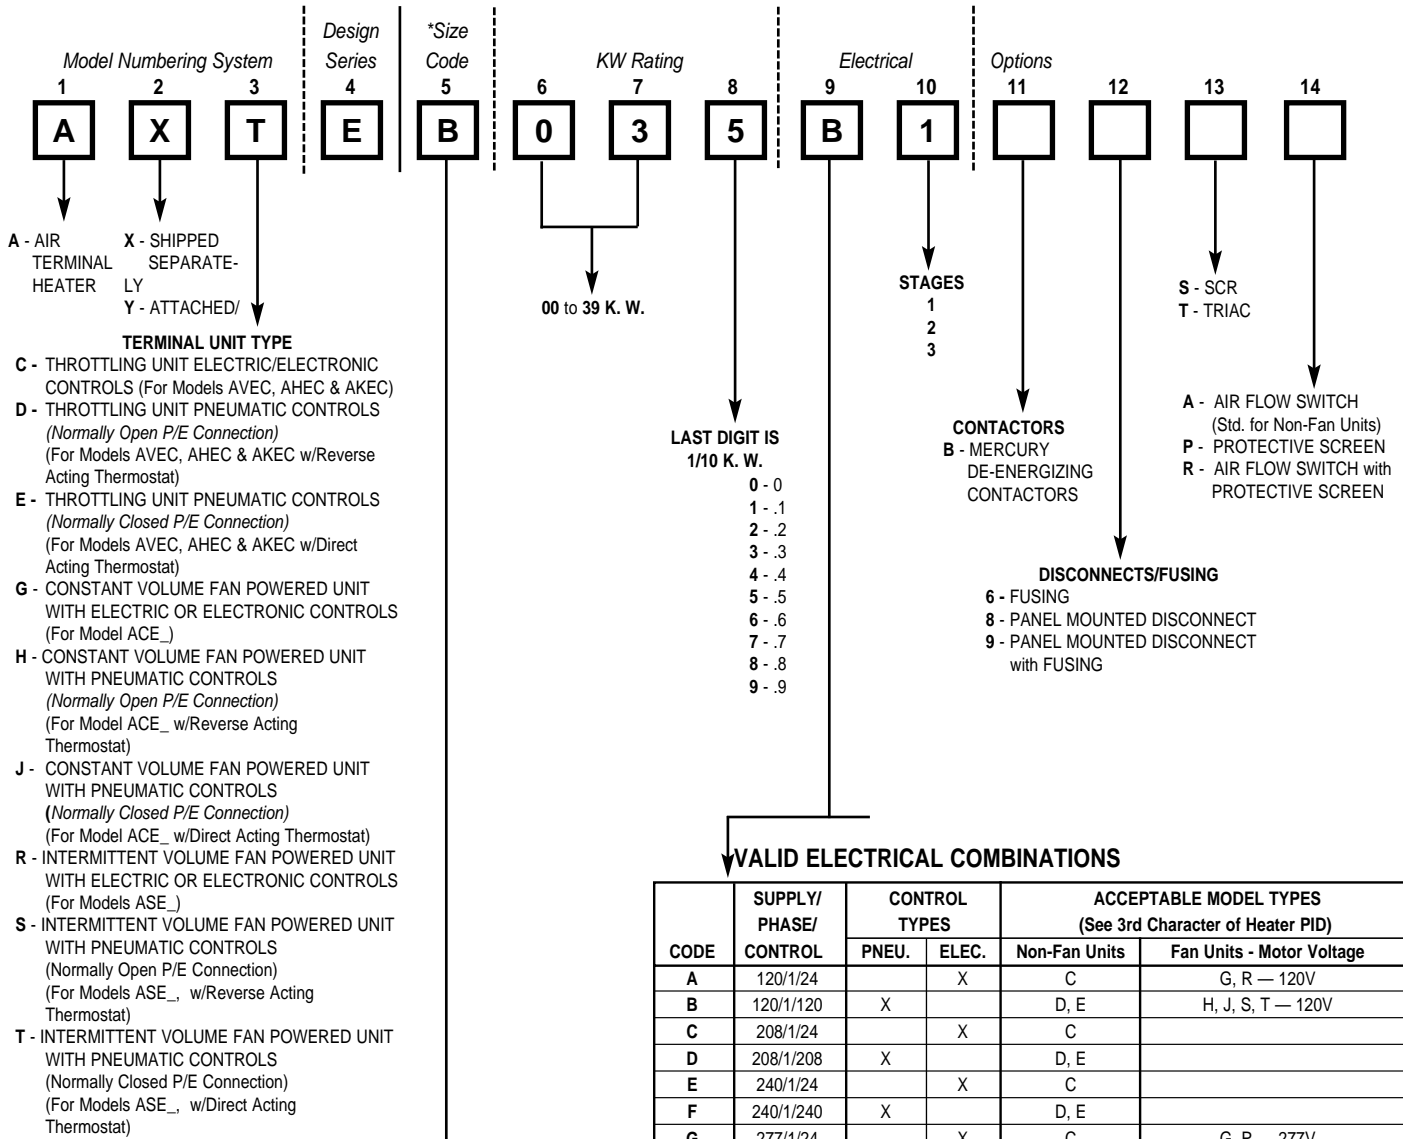 Design
*Size
Model Numbering System
Series
Code
KW Rating
Electrical
Options
1 2 3 4 5 6 7 8 9 10 11 12 13 14
A X T E B 0 3 5 B 1
A - AIR
TERMINAL
HEATER
X - SHIPPED
SEPARATE-
LY
Y - ATTACHED/
TERMINAL UNIT TYPE
C - THROTTLING UNIT ELECTRIC/ELECTRONIC
CONTROLS (For Models AVEC, AHEC & AKEC)
D - THROTTLING UNIT PNEUMATIC CONTROLS
(Normally Open P/E Connection)
(For Models AVEC, AHEC & AKEC w/Reverse
Acting Thermostat)
E - THROTTLING UNIT PNEUMATIC CONTROLS
(Normally Closed P/E Connection)
(For Models AVEC, AHEC & AKEC w/Direct
Acting Thermostat)
G - CONSTANT VOLUME FAN POWERED UNIT
WITH ELECTRIC OR ELECTRONIC CONTROLS
(For Model ACE_)
H - CONSTANT VOLUME FAN POWERED UNIT
WITH PNEUMATIC CONTROLS
(Normally Open P/E Connection)
(For Model ACE_ w/Reverse Acting
Thermostat)
J - CONSTANT VOLUME FAN POWERED UNIT
WITH PNEUMATIC CONTROLS
(Normally Closed P/E Connection)
(For Model ACE_ w/Direct Acting Thermostat)
R - INTERMITTENT VOLUME FAN POWERED UNIT
WITH ELECTRIC OR ELECTRONIC CONTROLS
(For Models ASE_)
S - INTERMITTENT VOLUME FAN POWERED UNIT
WITH PNEUMATIC CONTROLS
(Normally Open P/E Connection)
(For Models ASE_, w/Reverse Acting
Thermostat)
T - INTERMITTENT VOLUME FAN POWERED UNIT
WITH PNEUMATIC CONTROLS
(Normally Closed P/E Connection)
(For Models ASE_, w/Direct Acting
Thermostat)
00 to 39 K. W.
LAST DIGIT IS
1/10 K. W.
0 - 0
1 - .1
2 - .2
3 - .3
4 - .4
5 - .5
6 - .6
7 - .7
8 - .8
9 - .9
STAGES
1
2
3
CONTACTORS
B - MERCURY
DE-ENERGIZING
CONTACTORS
DISCONNECTS/FUSING
6 - FUSING
8 - PANEL MOUNTED DISCONNECT
9 - PANEL MOUNTED DISCONNECT
with FUSING
S - SCR
T - TRIAC
A - AIR FLOW SWITCH
(Std. for Non-Fan Units)
P - PROTECTIVE SCREEN
R - AIR FLOW SWITCH with
PROTECTIVE SCREEN
VALID ELECTRICAL COMBINATIONS
SUPPLY/ CONTROL ACCEPTABLE MODEL TYPES
PHASE/ TYPES (See 3rd Character of Heater PID)
CODE CONTROL PNEU. ELEC. Non-Fan Units Fan Units - Motor Voltage
A 120/1/24 X C G, R — 120V
B 120/1/120 X D, E H, J, S, T — 120V
C 208/1/24 X C
D 208/1/208 X D, E
E 240/1/24 X C
F 240/1/240 X D, E
G 277/1/24 X C G, R — 277V